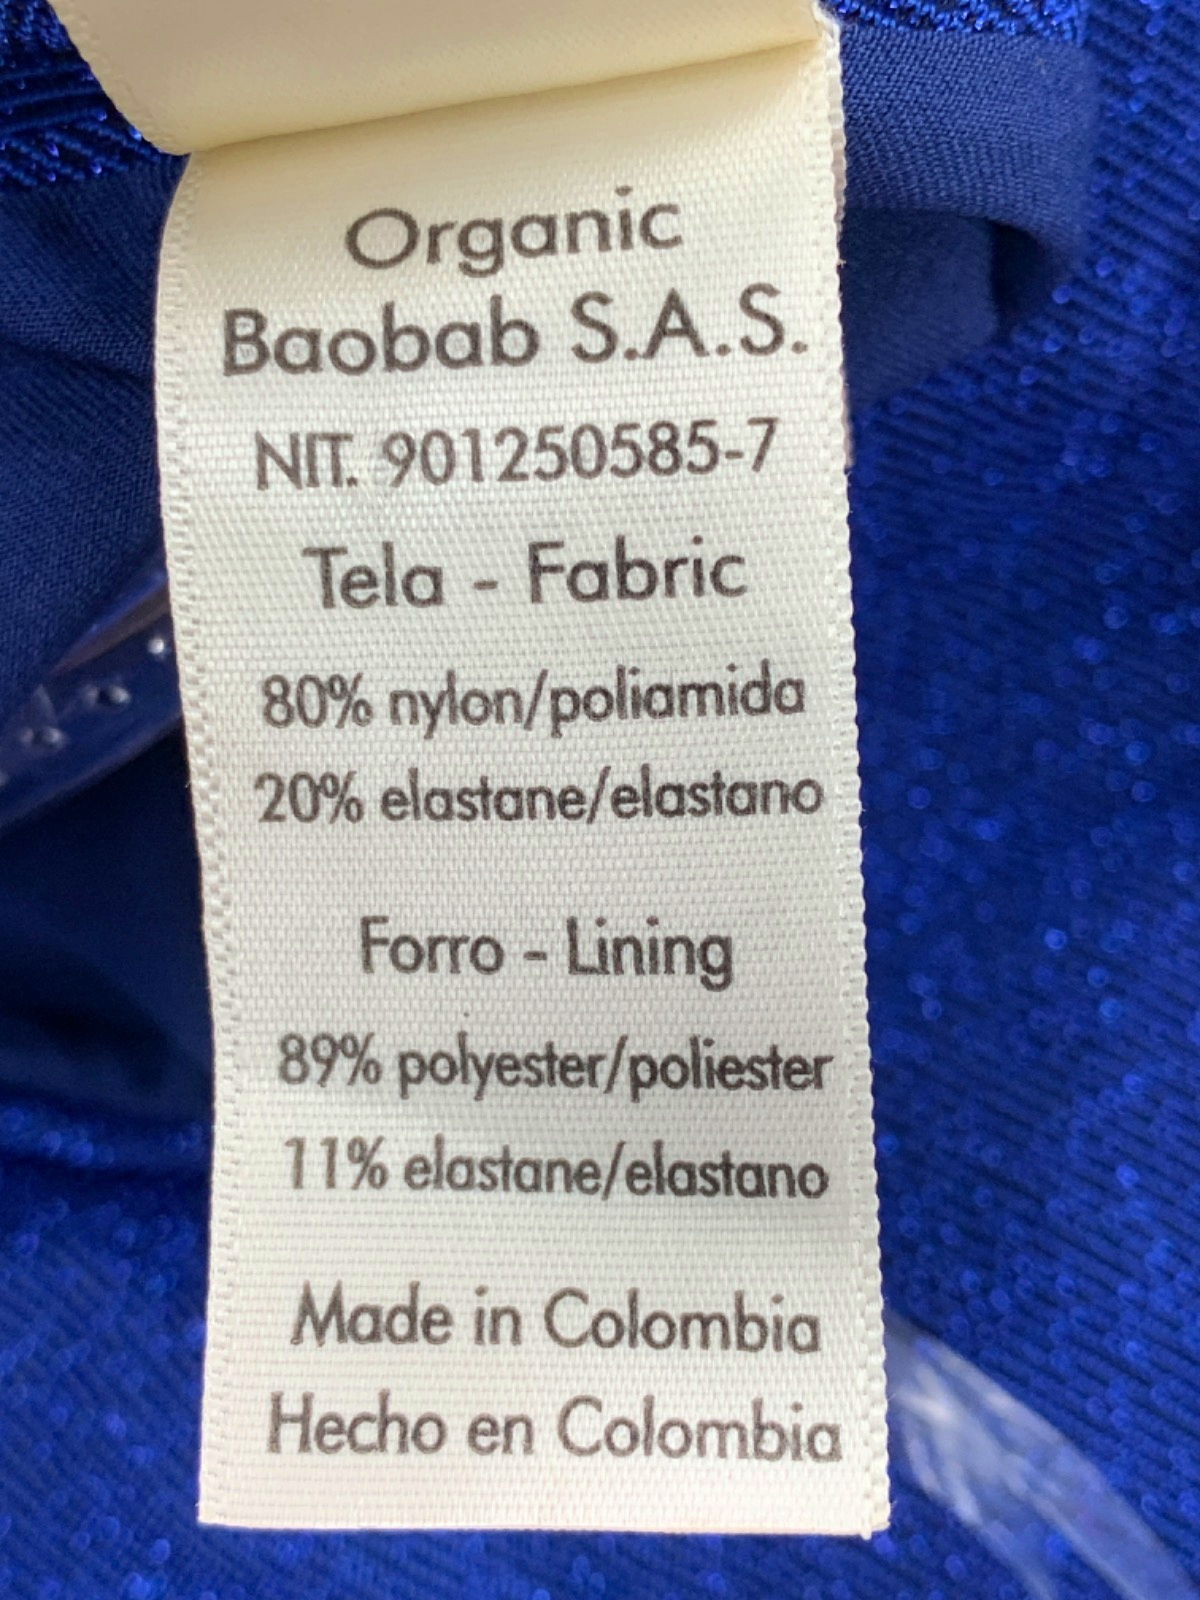 Organic
Baobab S.A.S.
NIT. 901250585-7
Tela - Fabric
80% nylon/poliamida
20% elastane/elastano
Forro - Lining
89% polyester/poliester
11% elastane/elastano
Made in Colombia
Hecho en Colombia